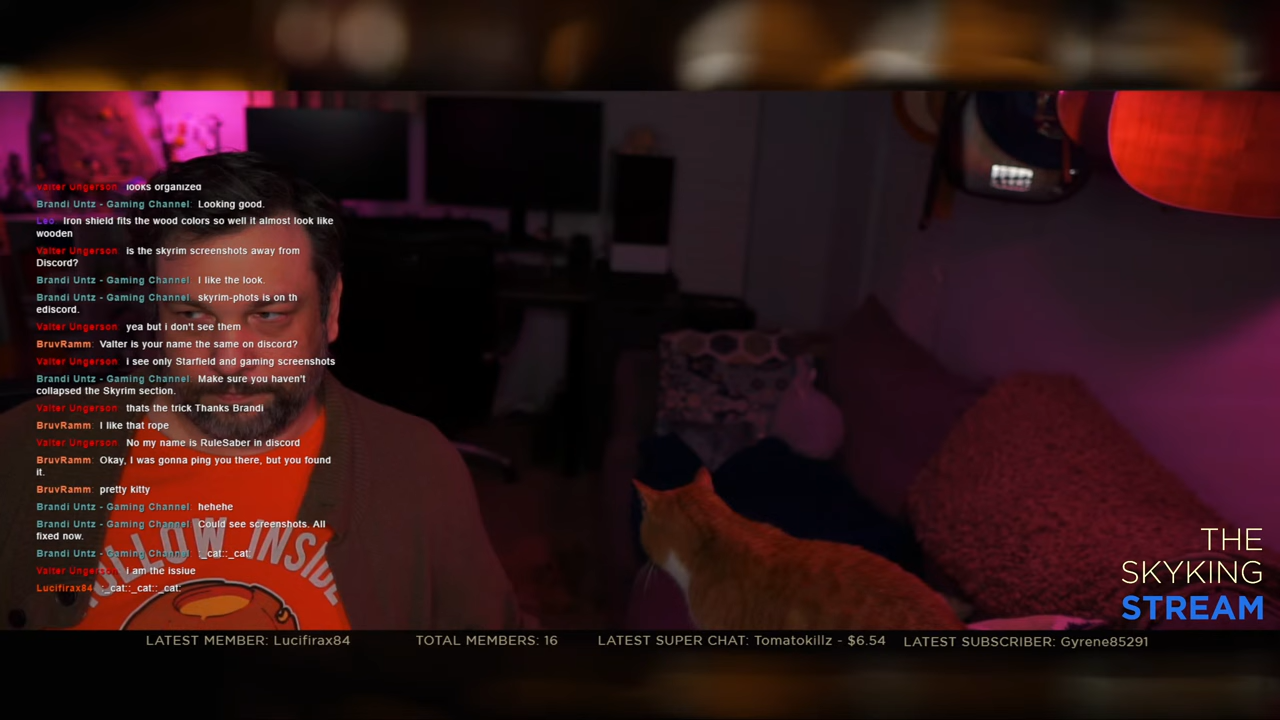 Valter Ungerson looks organized
Brandi Untz - Gaming Channel: Looking good.
Leo: Iron shield fits the wood colors so well it almost look like
wooden
Valter Ungerson is the skyrim screenshots away from
Discord?
Brandi Untz - Gaming Channel: I like the look.
Brandi Untz - Gaming Channel: skyrim-phots is on th
ediscord.
Valter Ungerson yea but i don't see them
BruvRamm: Valter is your name the same on discord?
Valter Ungerson i see only Starfield and gaming screenshots
Brandi Untz - Gaming Channel: Make sure you haven't
collapsed the Skyrim section.
Valter Ungerson thats the trick Thanks Brandi
BruvRamm: I like that rope
Valter Ungerson No my name is RuleSaber in discord
BruvRamm: Okay, I was gonna ping you there, but you found
it.
BruvRamm: pretty kitty
Brandi Untz - Gaming Channel: hehehe
Brandi Untz - Gaming Channel: Could see screenshots. All
fixed now.
Brandi Untz - Gaming Channel: :_cat::_cat:
Valter Ungerson i am the issiue
Lucifirax84: :_cat::_cat::_cat:
INSIDE
THE
SKYKING
STREAM
LATEST MEMBER: Lucifirax84 TOTAL MEMBERS: 16 LATEST SUPER CHAT: Tomatokillz - $6.54 LATEST SUBSCRIBER: Gyrene85291